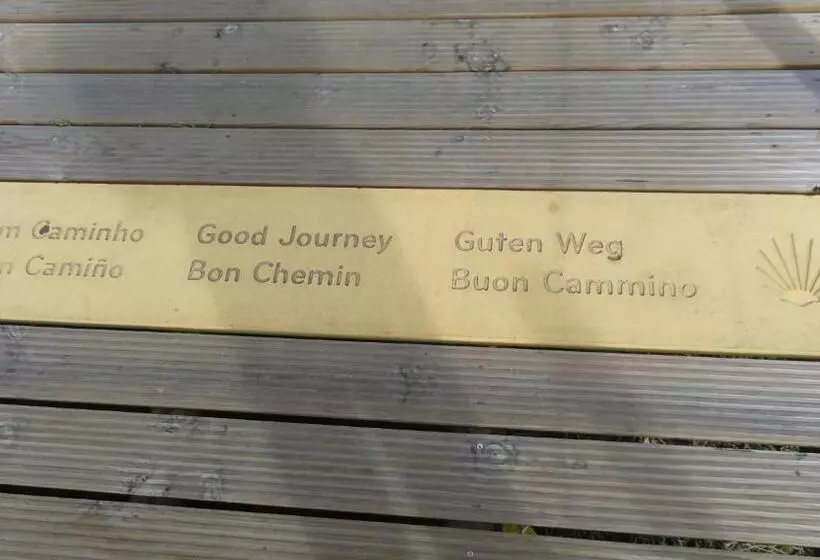 Caminho
Camiño
Good Journey
Bon Chemin
Guten Weg
Buon Cammino